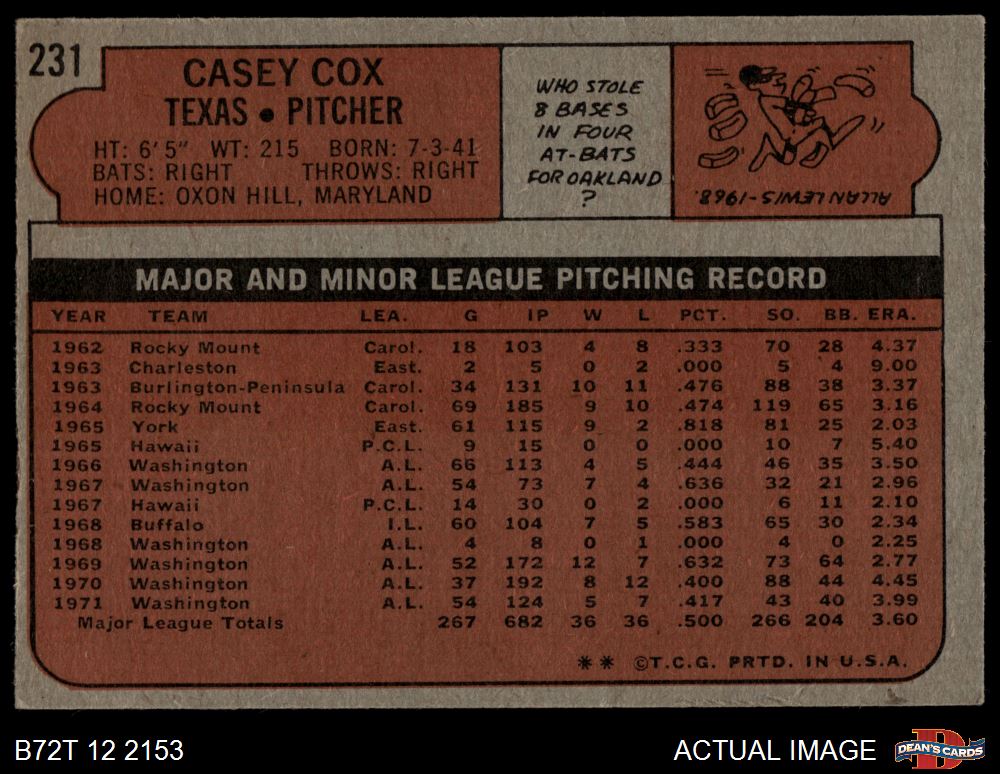 231
CASEY COX
TEXAS • PITCHER
HT: 6'5" WT: 215 BORN: 7-3-41
BATS: RIGHT THROWS: RIGHT
HOME: OXON HILL, MARYLAND
WHO STOLE
8 BASES
IN FOUR
AT-BATS
FOR OAKLAND
?
ALLAN LEWIS-1968.
MAJOR AND MINOR LEAGUE PITCHING RECORD
YEAR TEAM LEA. G IP W L PCT. SO. BB. ERA.
1962 Rocky Mount Carol. 18 103 4 8 .333 70 28 4.37
1963 Charleston East. 2 5 0 2 .000 5 4 9.00
1963 Burlington-Peninsula Carol. 34 131 10 11 .476 88 38 3.37
1964 Rocky Mount Carol. 69 185 9 10 .474 119 65 3.16
1965 York East. 61 115 9 2 .818 81 25 2.03
1965 Hawaii P.C.L. 9 15 0 0 .000 10 7 5.40
1966 Washington A.L. 66 113 4 5 .444 46 35 3.50
1967 Washington A.L. 54 73 7 4 .636 32 21 2.96
1967 Hawaii P.C.L. 14 30 0 2 .000 6 11 2.10
1968 Buffalo I.L. 60 104 7 5 .583 65 30 2.34
1968 Washington A.L. 4 8 0 1 .000 4 0 2.25
1969 Washington A.L. 52 172 12 7 .632 73 64 2.77
1970 Washington A.L. 37 192 8 12 .400 88 44 4.45
1971 Washington A.L. 54 124 5 7 .417 43 40 3.99
Major League Totals 267 682 36 36 .500 266 204 3.60
** ©T.C.G. PRTD. IN U.S.A.
B72T 12 2153
ACTUAL IMAGE
DEAN'S CARDS